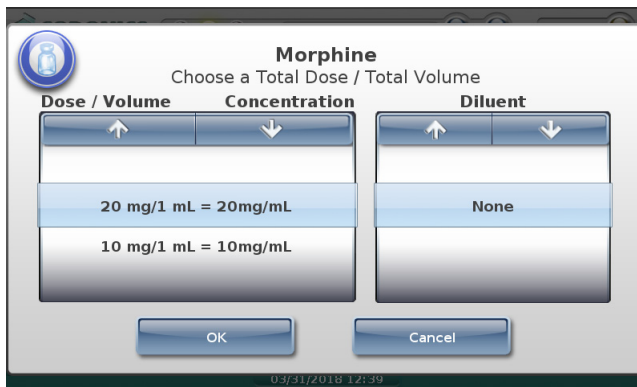 Morphine
Choose a Total Dose / Total Volume
Dose / Volume Concentration Diluent
20 mg/1 mL = 20mg/mL None
10 mg/1 mL = 10mg/mL
OK Cancel
03/31/2018 12:39